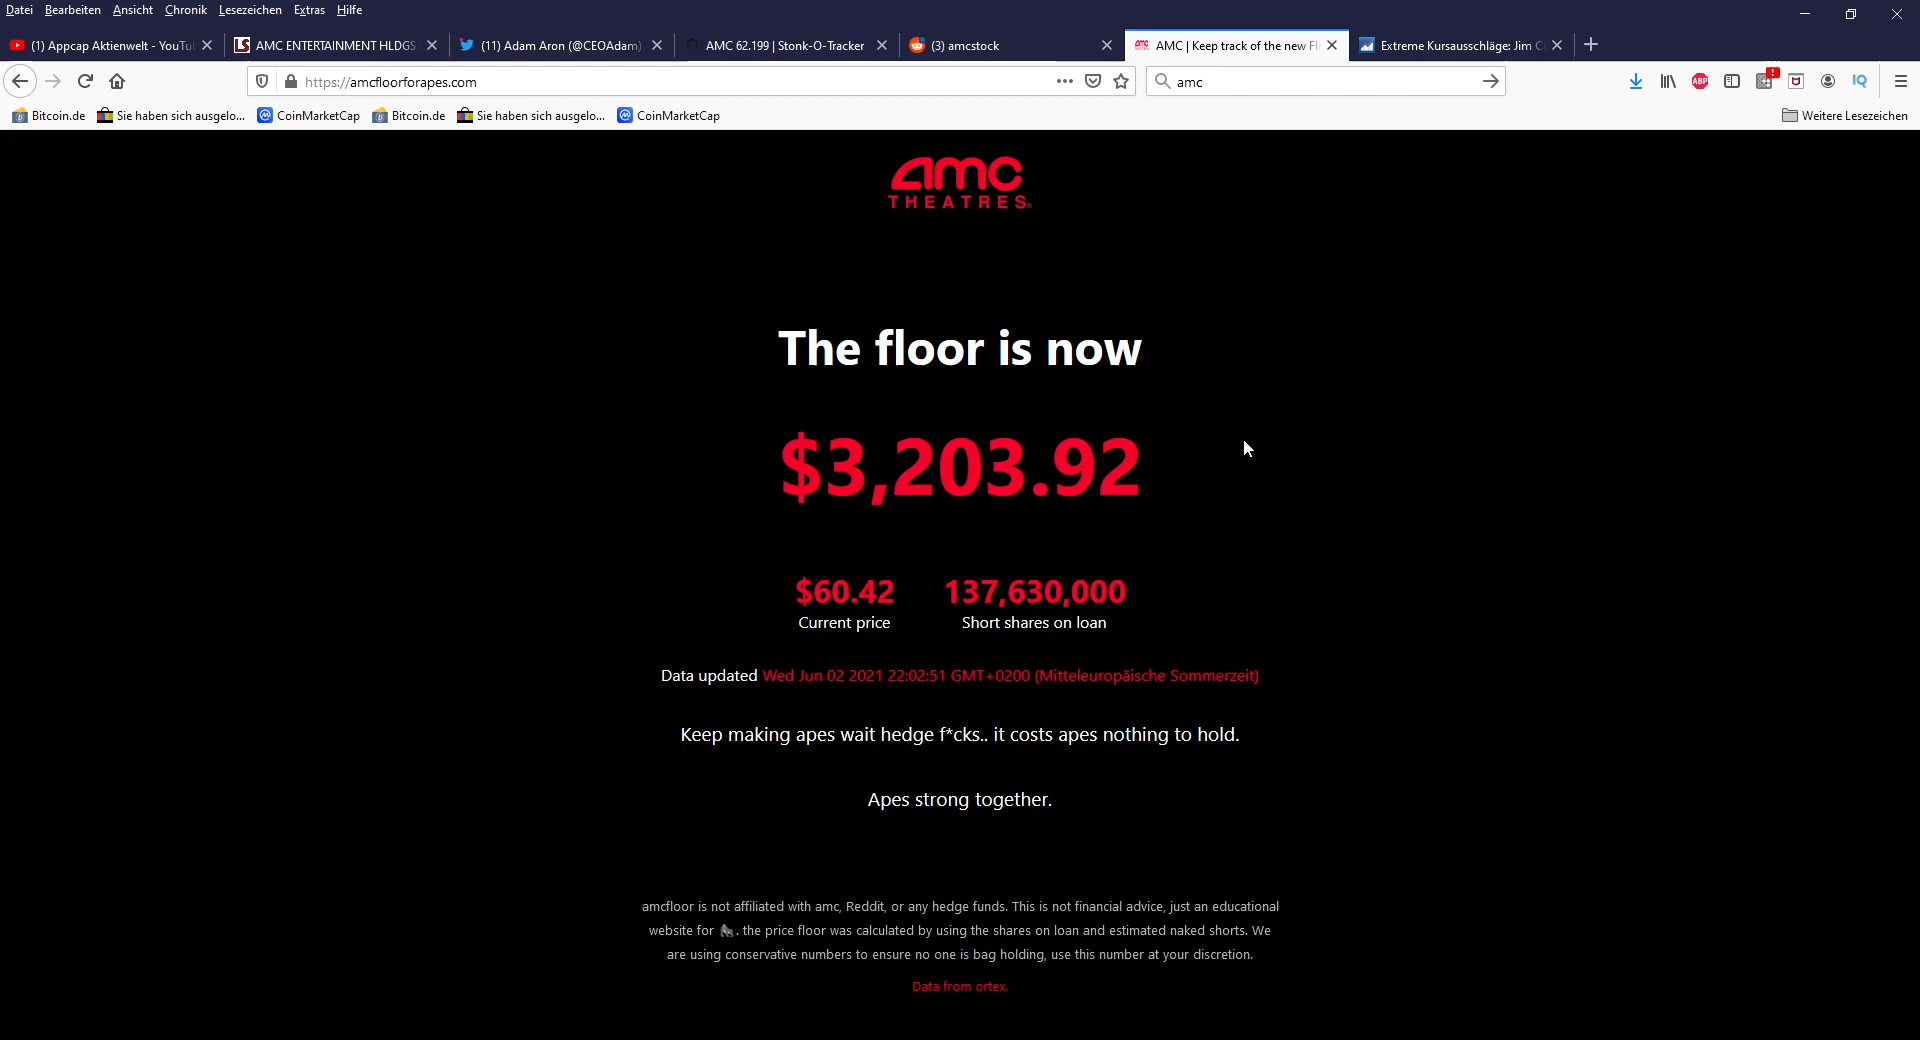 Datei Bearbeiten Ansicht Chronik Lesezeichen Extras Hilfe
(1) Appcap Aktienwelt - YouTu AMC ENTERTAINMENT HLDGS (11) Adam Aron (@CEOAdam) AMC 62.199 | Stonk-O-Tracker (3) amcstock AMC | Keep track of the new Fl Extreme Kursausschläge: Jim C
https://amcfloorforapes.com amc
Bitcoin.de Sie haben sich ausgelo... CoinMarketCap Bitcoin.de Sie haben sich ausgelo... CoinMarketCap Weitere Lesezeichen
amc
THEATRES
The floor is now
$3,203.92
$60.42 137,630,000
Current price Short shares on loan
Data updated Wed Jun 02 2021 22:02:51 GMT+0200 (Mitteleuropäische Sommerzeit)
Keep making apes wait hedge f*cks.. it costs apes nothing to hold.
Apes strong together.
amcfloor is not affiliated with amc, Reddit, or any hedge funds. This is not financial advice, just an educational
website for 🦍. the price floor was calculated by using the shares on loan and estimated naked shorts. We
are using conservative numbers to ensure no one is bag holding, use this number at your discretion.
Data from ortex.